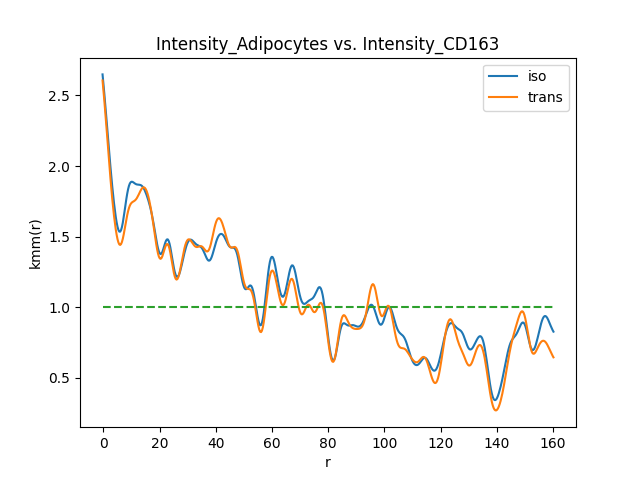 Intensity_Adipocytes vs. Intensity_CD163
iso
trans
kmm(r)
2.5
2.0
1.5
1.0
0.5
0 20 40 60 80 100 120 140 160
r